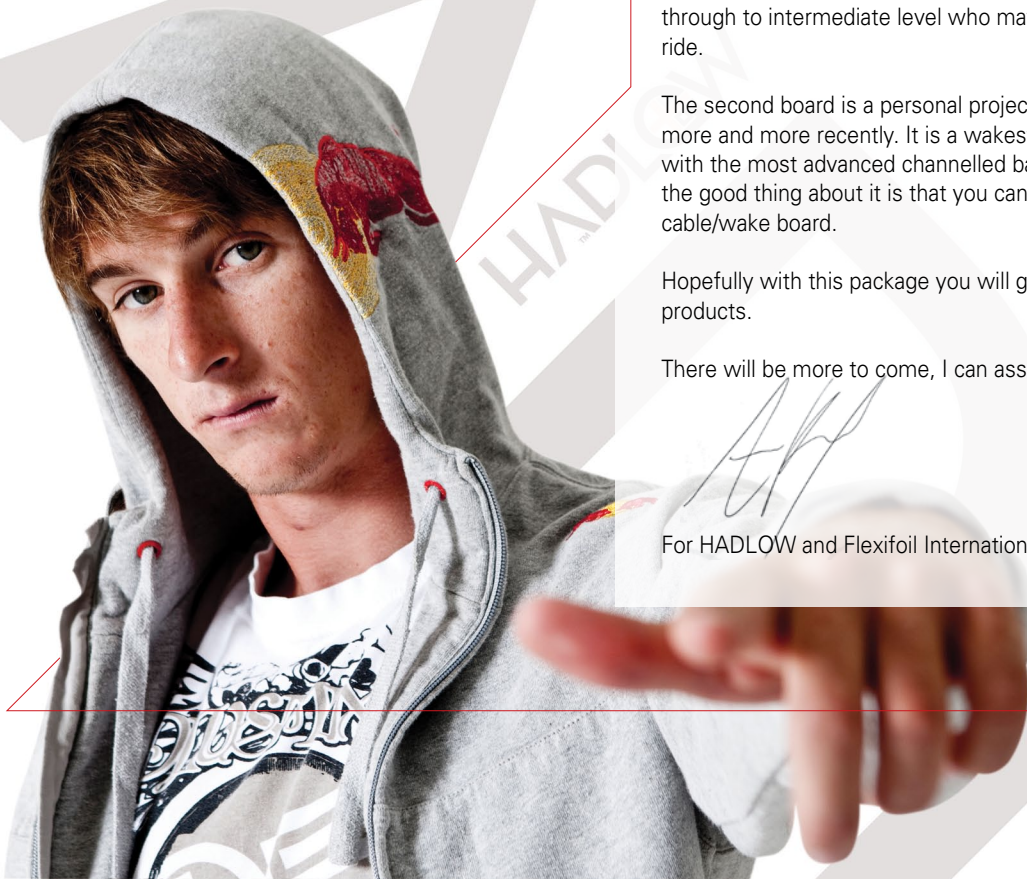 through to intermediate level who ma
ride.
The second board is a personal projec
more and more recently. It is a wakes
with the most advanced channelled ba
the good thing about it is that you can
cable/wake board.
Hopefully with this package you will g
products.
There will be more to come, I can ass
For HADLOW and Flexifoil Internation
HADLOW
TM